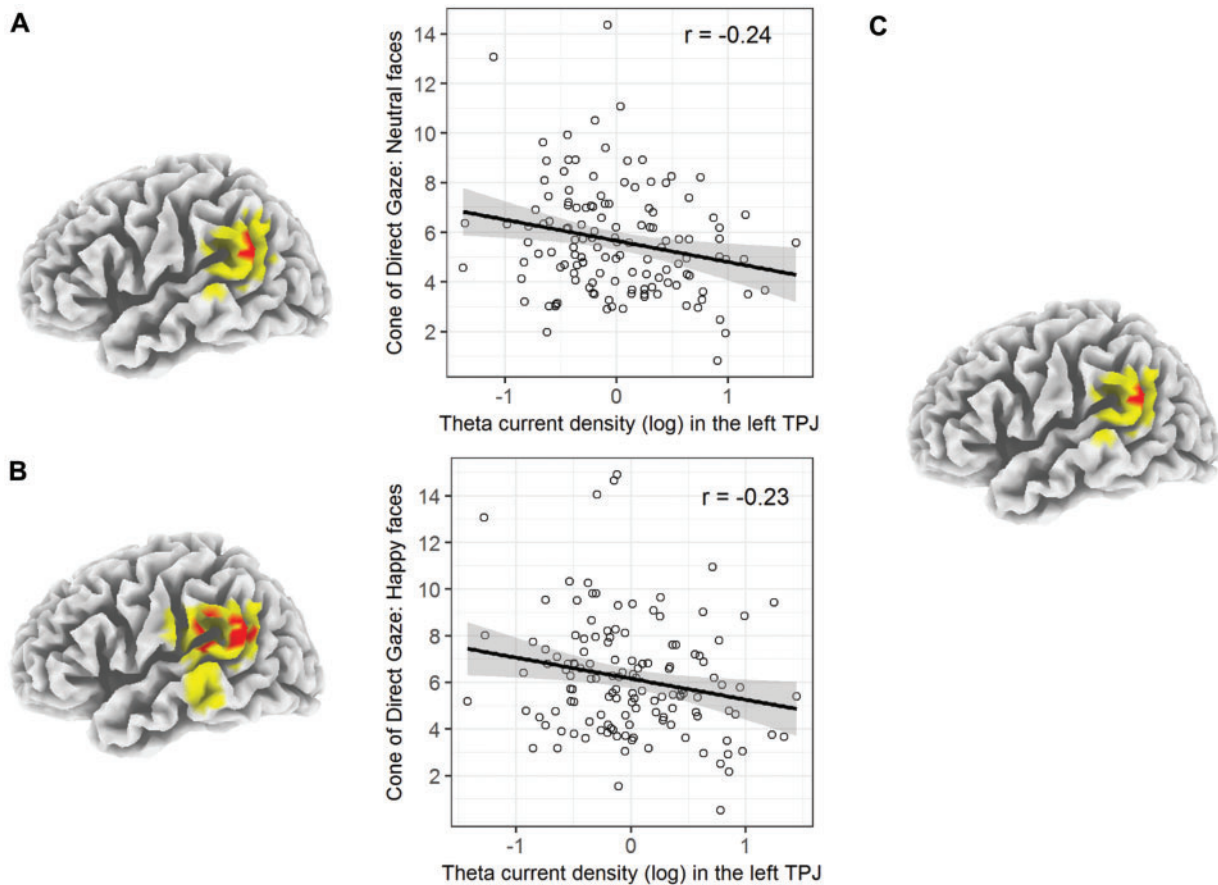 A
Cone of Direct Gaze: Neutral faces
14
12
10
8
6
4
2
r = -0.24
-1
0
1
Theta current density (log) in the left TPJ
B
Cone of Direct Gaze: Happy faces
14
12
10
8
6
4
2
r = -0.23
-1
0
1
Theta current density (log) in the left TPJ
C